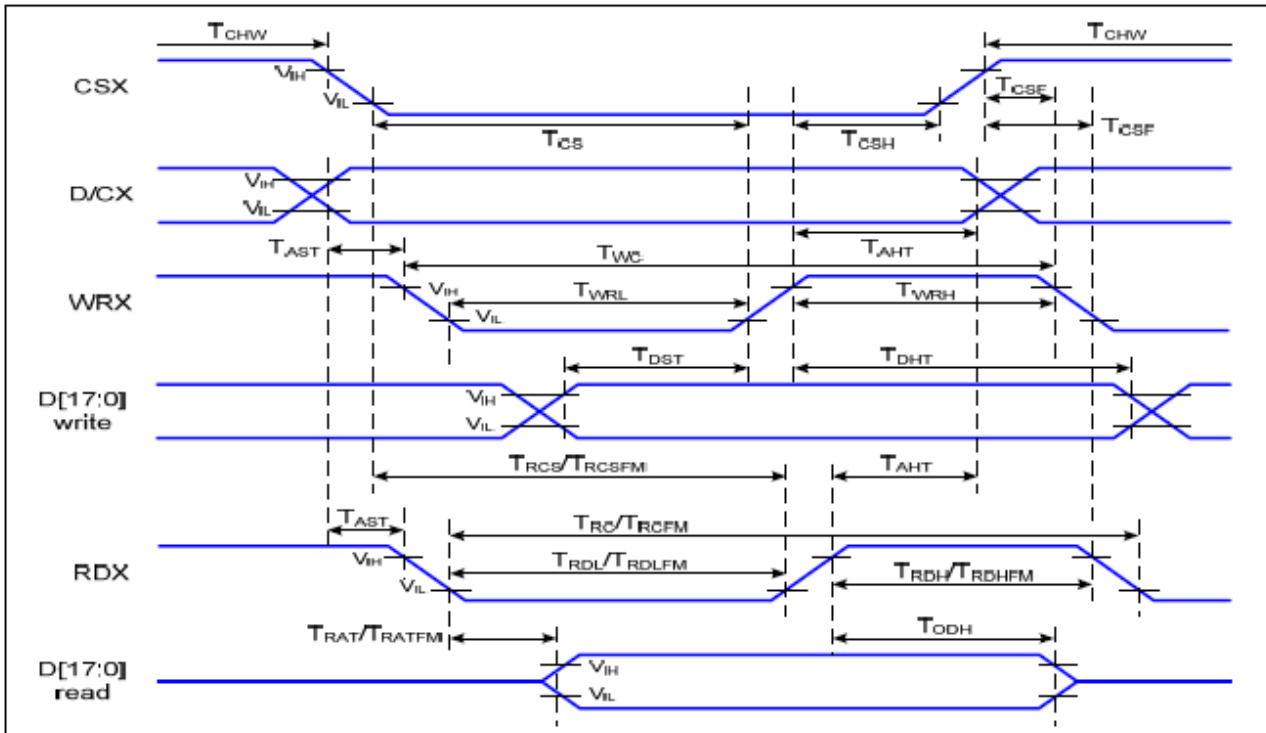 TCHW TCHW
CSX VIH VIL TCSF
TCS TCSH TCSF
D/CX VIH VIL
TAST TWC TAHT
WRX VIH VIL TWRL TWRH
TDST TDHT
D[17:0] write VIH VIL
TRCS/TRCSFM TAHT
TAST TRC/TRCFM
RDX VIH VIL TRDL/TRDLFM TRDH/TRDHFM
TRAT/TRATFM TODH
D[17:0] read VIH VIL